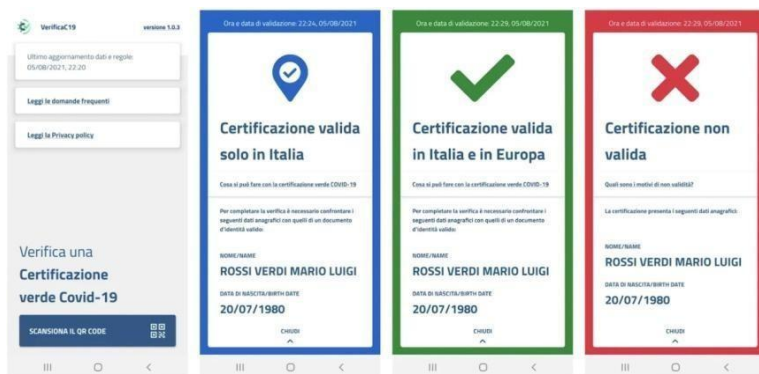 VerificaC19
versione 1.0.3
Ultimo aggiornamento dati e regole:
05/08/2021, 22:20
Leggi le domande frequenti
Leggi la Privacy policy
Verifica una
Certificazione
verde Covid-19
SCANSIONA IL QR CODE
Ora e data di validazione: 22:24, 05/08/2021
Certificazione valida
solo in Italia
Cosa si può fare con la certificazione verde COVID-19
Per completare la verifica è necessario confrontare i
seguenti dati anagrafici con quelli di un documento
d'identità valido:
NOME/NAME
ROSSI VERDI MARIO LUIGI
DATA DI NASCITA/BIRTH DATE
20/07/1980
CHIUDI
Ora e data di validazione: 22:29, 05/08/2021
Certificazione valida
in Italia e in Europa
Cosa si può fare con la certificazione verde COVID-19
Per completare la verifica è necessario confrontare i
seguenti dati anagrafici con quelli di un documento
d'identità valido:
NOME/NAME
ROSSI VERDI MARIO LUIGI
DATA DI NASCITA/BIRTH DATE
20/07/1980
CHIUDI
Ora e data di validazione: 22:29, 05/08/2021
Certificazione non
valida
Quali sono i motivi di non validità?
La certificazione presenta i seguenti dati anagrafici:
NOME/NAME
ROSSI VERDI MARIO LUIGI
DATA DI NASCITA/BIRTH DATE
20/07/1980
CHIUDI